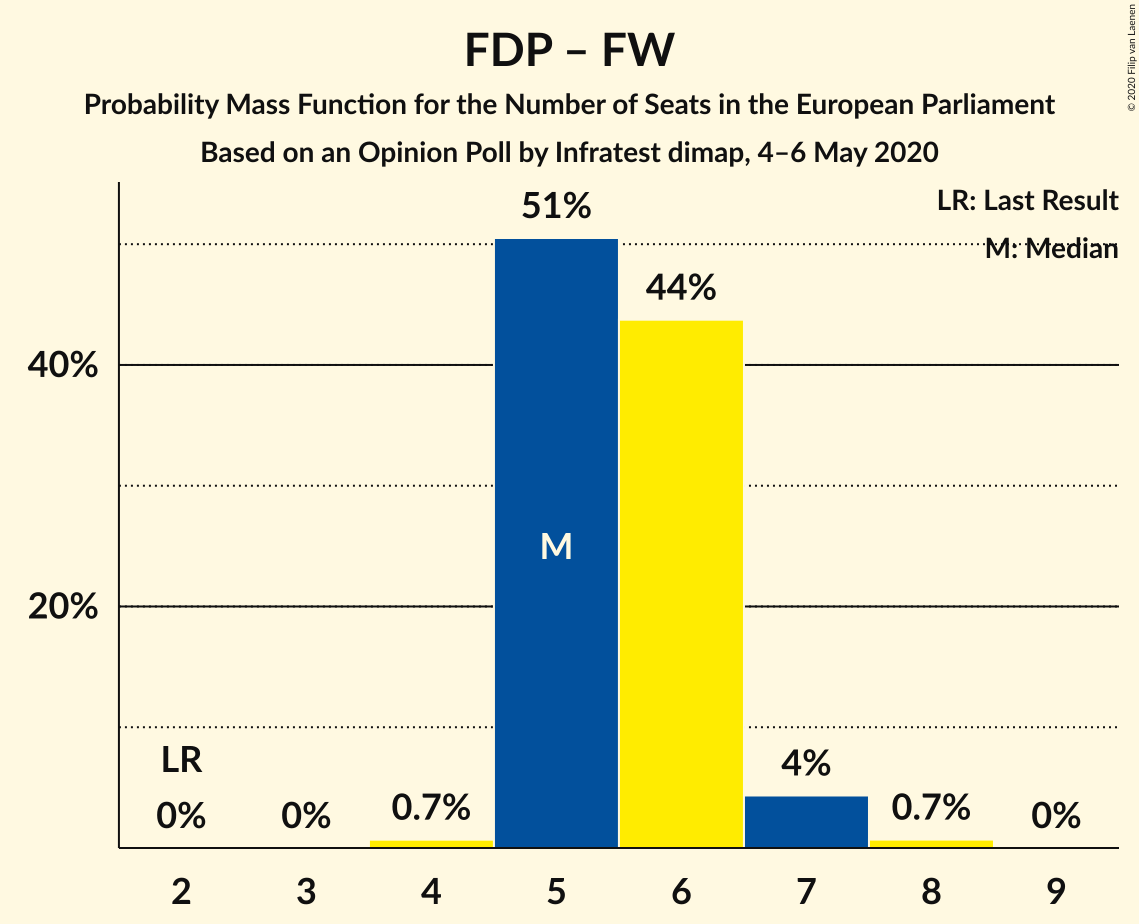 FDP – FW
Probability Mass Function for the Number of Seats in the European Parliament
Based on an Opinion Poll by Infratest dimap, 4–6 May 2020
© 2020 Filip van Laenen
LR: Last Result
M: Median
51%
44%
40%
M
20%
LR
0%
0%
0.7%
4%
0.7%
0%
2 3 4 5 6 7 8 9